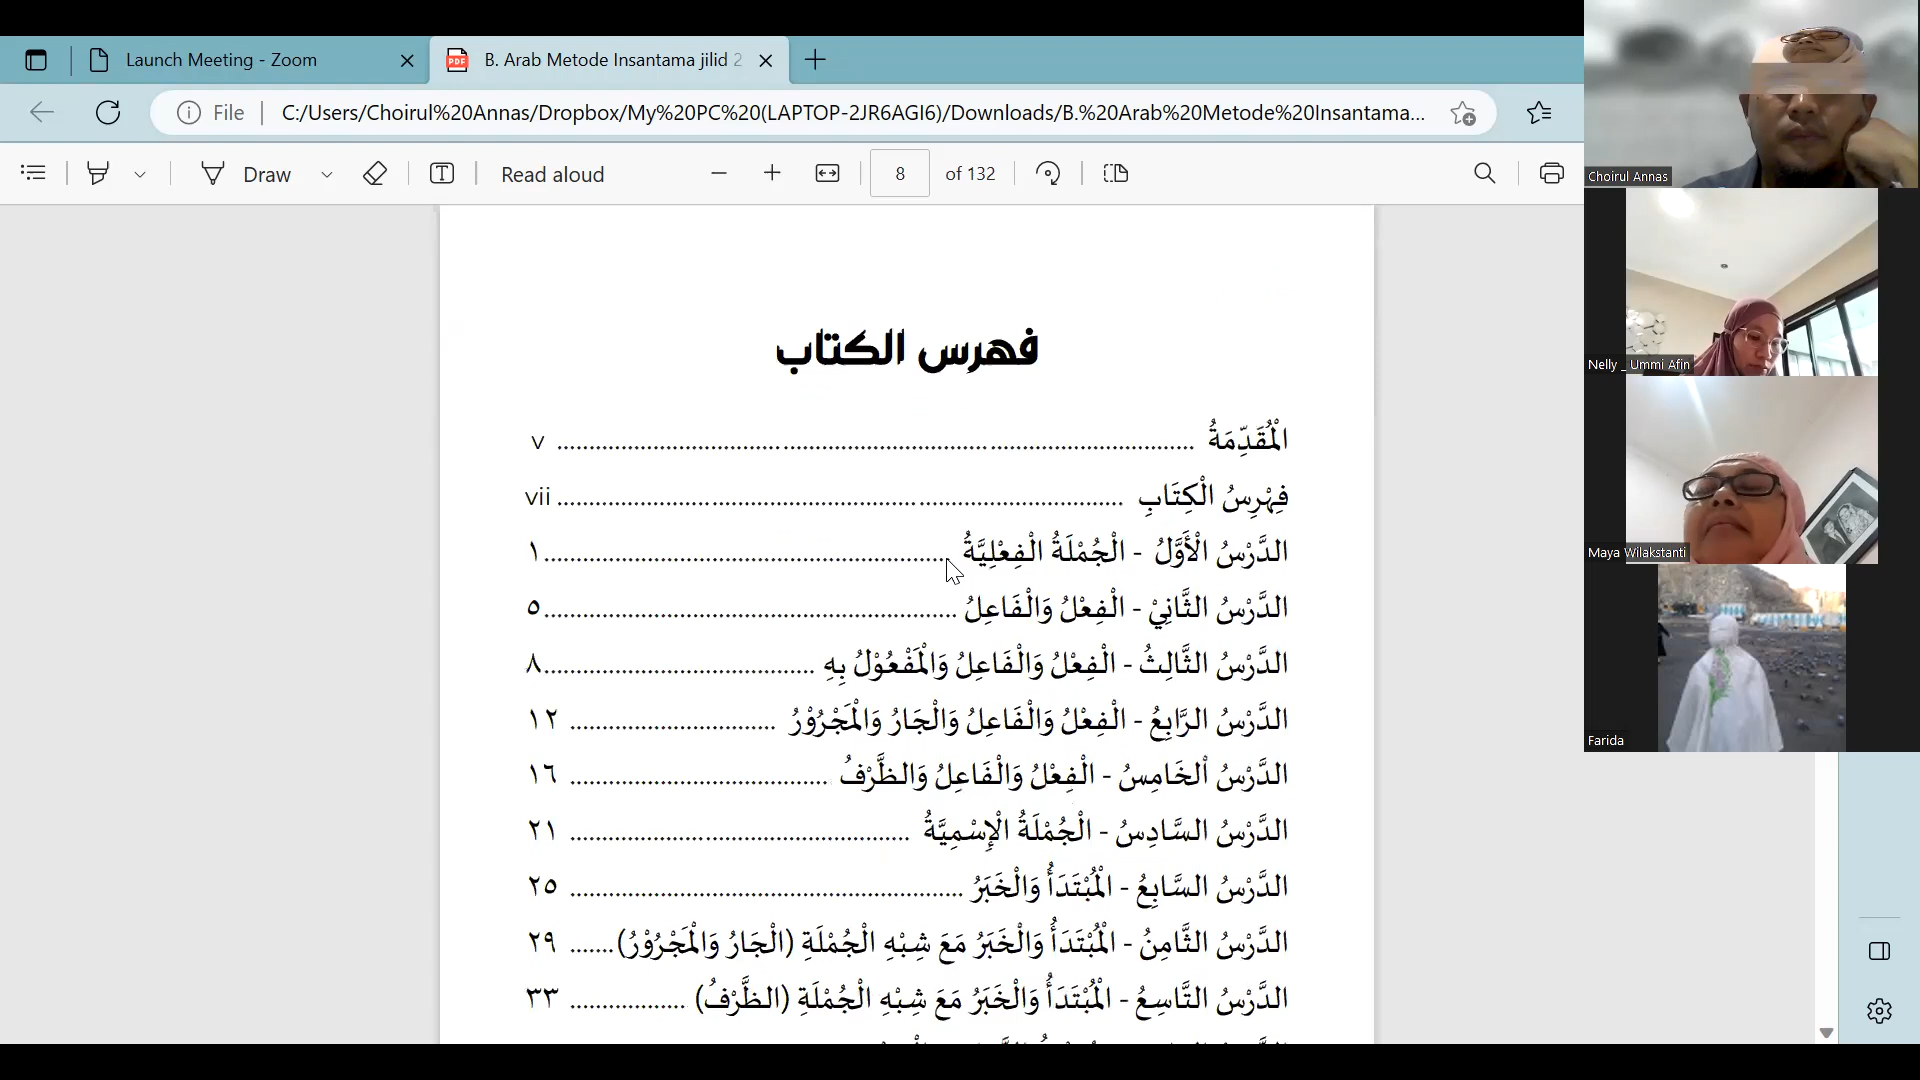 Launch Meeting - Zoom
B. Arab Metode Insantama jilid 2
File
C:/Users/Choirul%20Annas/Dropbox/My%20PC%20(LAPTOP-2JR6AGI6)/Downloads/B.%20Arab%20Metode%20Insantama...
Draw
Read aloud
8 of 132
فهرس الكتاب
الْمُقَدِّمَةُ ........ v
فِهْرِسُ الْكِتَابِ ........ vii
الدَّرْسُ الْأَوَّلُ - الْجُمْلَةُ الْفِعْلِيَّةُ ........ ١
الدَّرْسُ الثَّانِيْ - الْفِعْلُ وَالْفَاعِلُ ........ ٥
الدَّرْسُ الثَّالِثُ - الْفِعْلُ وَالْفَاعِلُ وَالْمَفْعُوْلُ بِهِ ........ ٨
الدَّرْسُ الرَّابِعُ - الْفِعْلُ وَالْفَاعِلُ وَالْجَارُ وَالْمَجْرُوْرُ ........ ١٢
الدَّرْسُ الْخَامِسُ - الْفِعْلُ وَالْفَاعِلُ وَالظَّرْفُ ........ ١٦
الدَّرْسُ السَّادِسُ - الْجُمْلَةُ الْإِسْمِيَّةُ ........ ٢١
الدَّرْسُ السَّابِعُ - الْمُبْتَدَأُ وَالْخَبَرُ ........ ٢٥
الدَّرْسُ الثَّامِنُ - الْمُبْتَدَأُ وَالْخَبَرُ مَعَ شِبْهِ الْجُمْلَةِ (الْجَارُ وَالْمَجْرُوْرُ) ....... ٢٩
الدَّرْسُ التَّاسِعُ - الْمُبْتَدَأُ وَالْخَبَرُ مَعَ شِبْهِ الْجُمْلَةِ (الظَّرْفُ) ........ ٣٣
Choirul Annas
Nelly _ Ummi Afin
Maya Wilakstanti
Farida